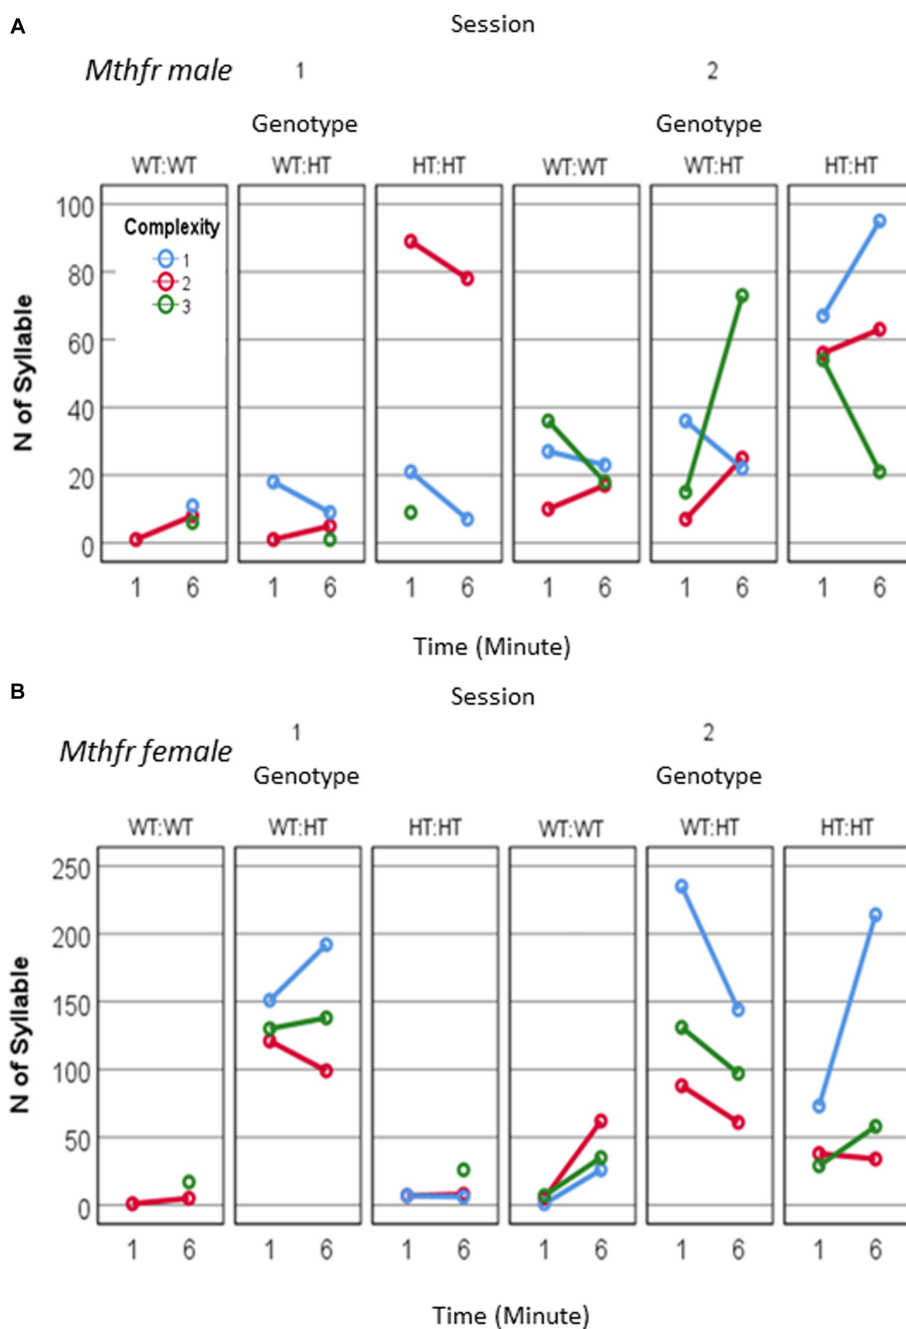 A
Session
Mthfr male 1 2
Genotype Genotype
WT:WT WT:HT HT:HT WT:WT WT:HT HT:HT
100
Complexity
1
2
3
80
60
40
20
0
N of Syllable
1 6 1 6 1 6 1 6 1 6 1 6
Time (Minute)
B
Session
1 2
Mthfr female
Genotype Genotype
WT:WT WT:HT HT:HT WT:WT WT:HT HT:HT
250
200
150
100
50
0
N of Syllable
1 6 1 6 1 6 1 6 1 6 1 6
Time (Minute)